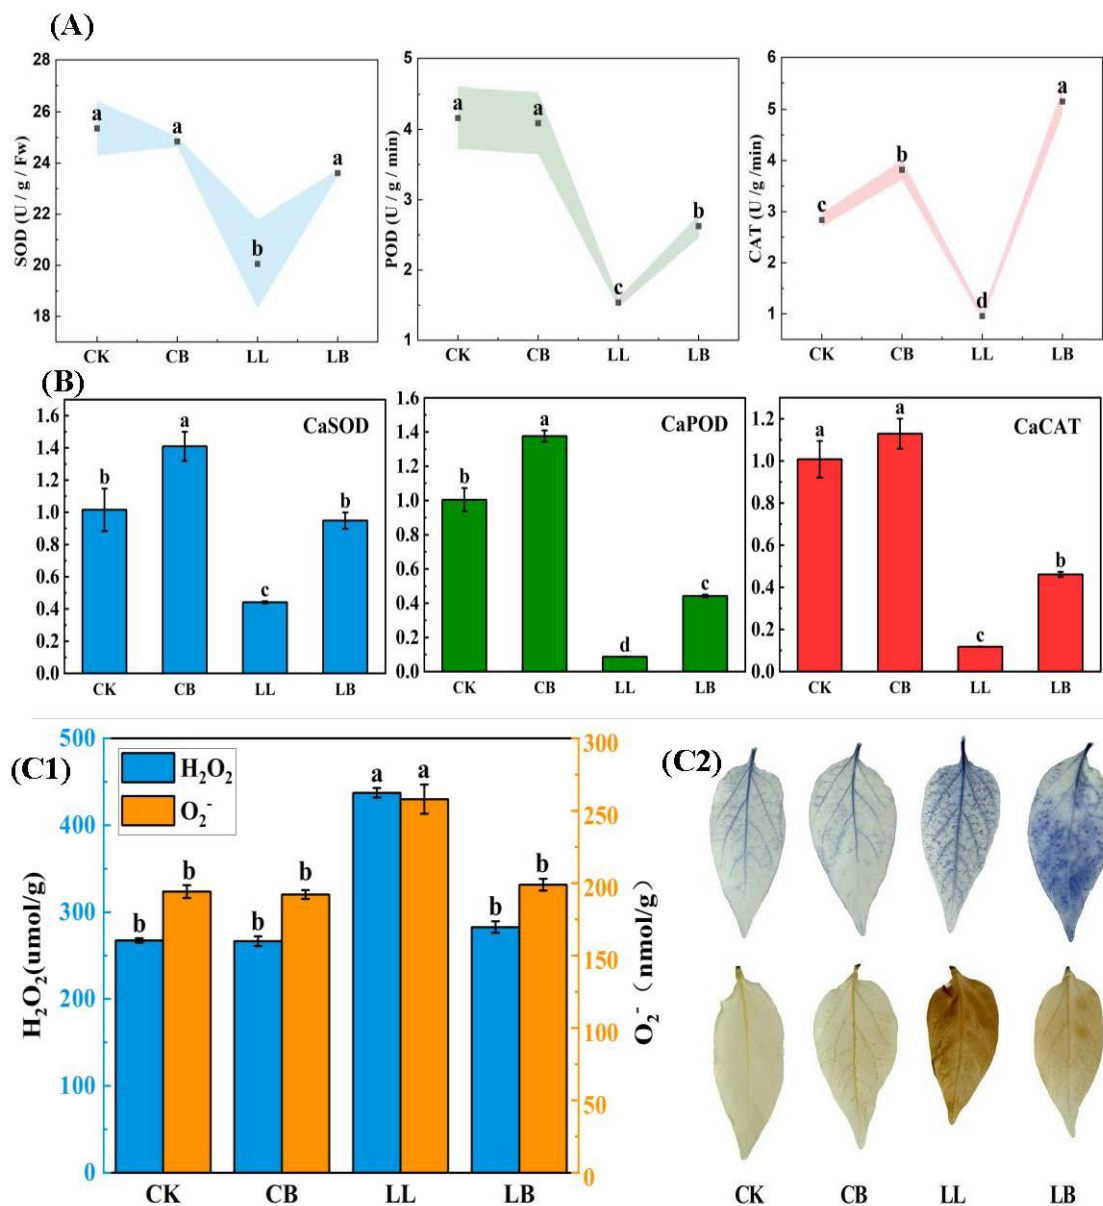 (A)
28
26
24
22
20
18
SOD (U / g / Fw)
a
a
b
a
CK CB LL LB
5
4
3
2
1
POD (U / g / min)
a
a
c
b
CK CB LL LB
6
5
4
3
2
1
CAT (U /g /min)
c
b
d
a
CK CB LL LB
(B)
1.6
1.4
1.2
1.0
0.8
0.6
0.4
0.2
0.0
CaSOD
b
a
c
b
CK CB LL LB
1.6
1.4
1.2
1.0
0.8
0.6
0.4
0.2
0.0
CaPOD
b
a
d
c
CK CB LL LB
1.2
1.0
0.8
0.6
0.4
0.2
0.0
CaCAT
a
a
c
b
CK CB LL LB
(C1)
500
400
300
200
100
0
H₂O₂(umol/g)
H₂O₂
O₂⁻
b b
b b
a a
b b
300
250
200
150
100
50
0
O₂⁻ (nmol/g)
CK CB LL LB
(C2)
CK CB LL LB